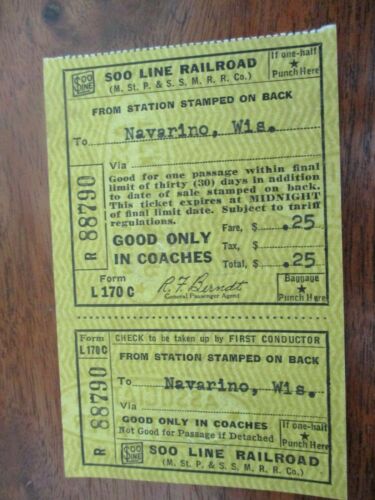 SOO LINE
SOO LINE RAILROAD
(M. St. P. & S. S. M. R. R. Co.)
If one-half
★
Punch Here
FROM STATION STAMPED ON BACK
To Navarino, Wis.
Via
Good for one passage within final
limit of thirty (30) days in addition
to date of sale stamped on back.
This ticket expires at MIDNIGHT
of final limit date. Subject to tariff
regulations.
Fare, $ .25
GOOD ONLY
IN COACHES
Tax, $
Total, $ .25
R 88790
Form
L 170 C
R. F. Berndt
General Passenger Agent
Baggage
★
Punch Here
Form
L 170 C
CHECK to be taken up by FIRST CONDUCTOR
FROM STATION STAMPED ON BACK
To Navarino, Wis.
Via
R 88790
GOOD ONLY IN COACHES
Not Good for Passage if Detached
If one-half
★
Punch Here
SOO LINE
SOO LINE RAILROAD
(M. St. P. & S. S. M. R. R. Co.)